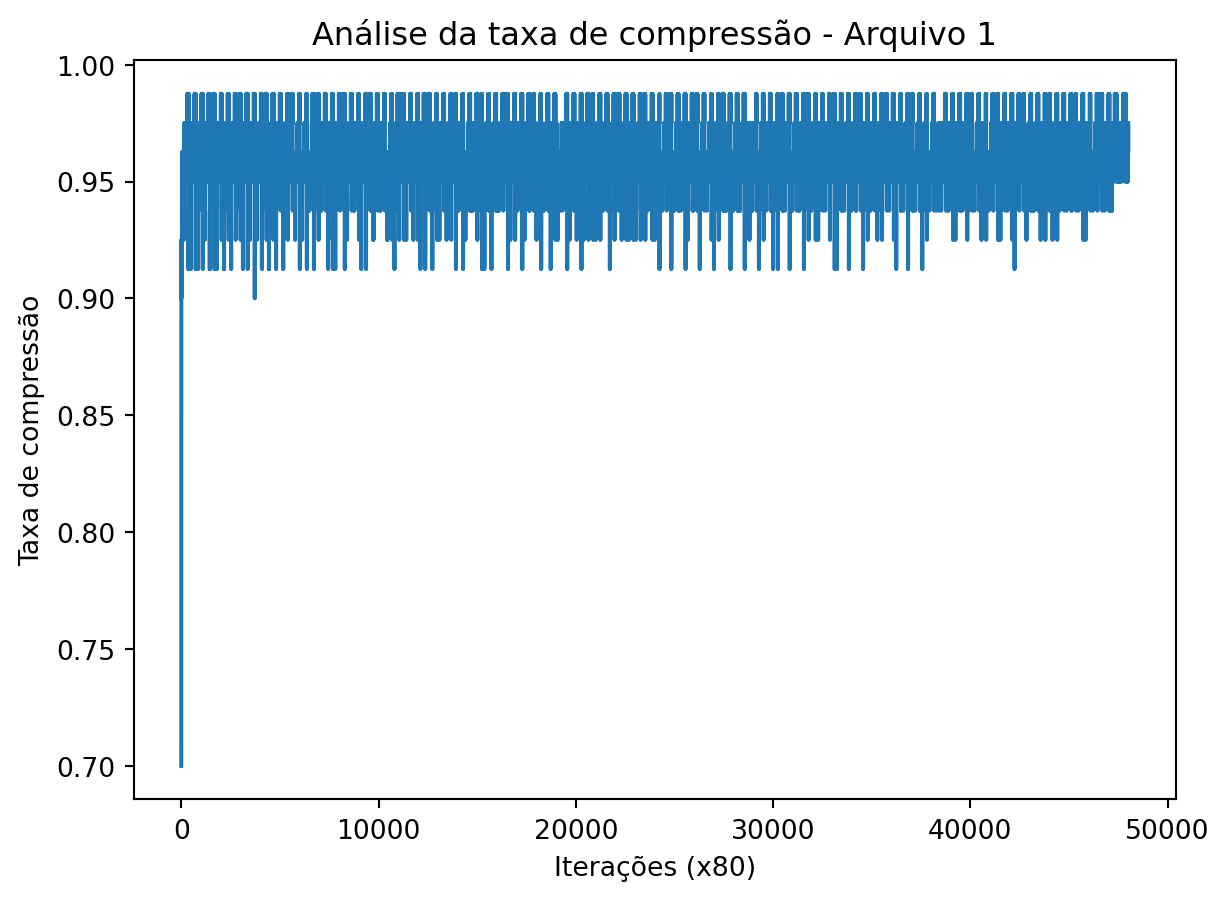 Análise da taxa de compressão - Arquivo 1
1.00
0.95
0.90
0.85
0.80
0.75
0.70
Taxa de compressão
0 10000 20000 30000 40000 50000
Iterações (x80)